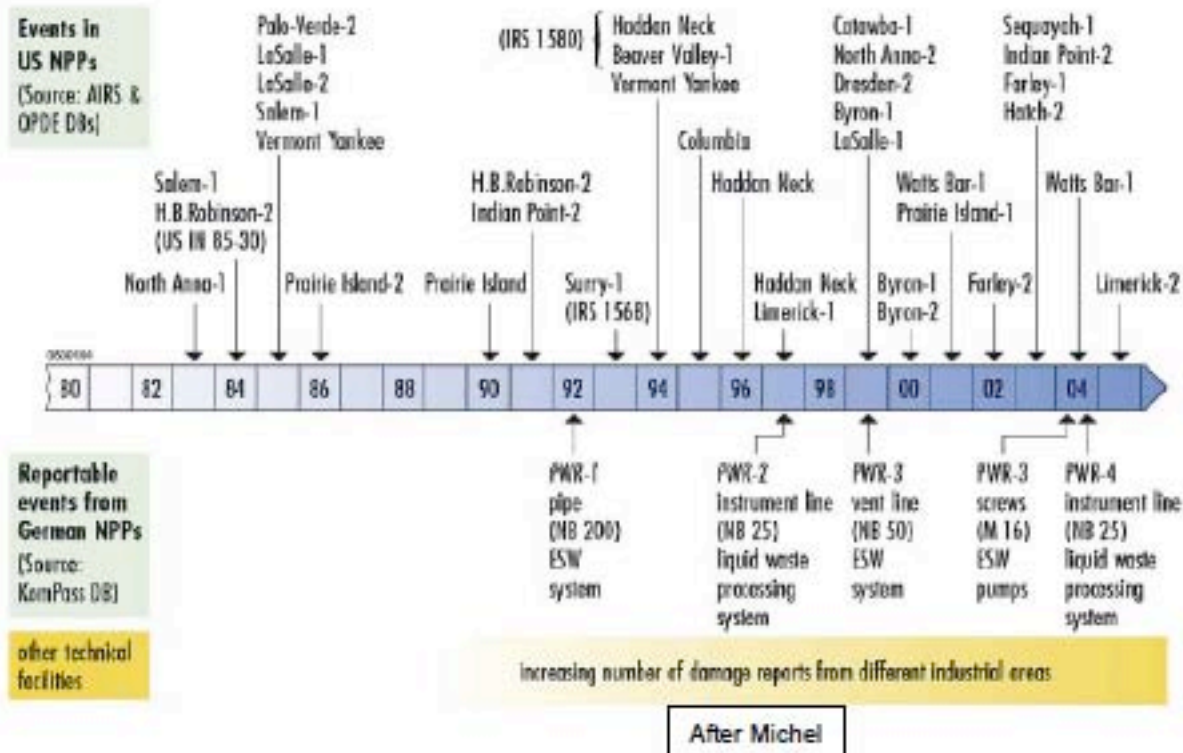 Events in
US NPPs
(Source: AIRS &
OPDE DBs)
Palo-Verde-2
LaSalle-1
LaSalle-2
Salem-1
Vermont Yankee
(IRS 1580)
Haddan Neck
Beaver Valley-1
Vermont Yankee
Catawba-1
North Anna-2
Dresden-2
Byron-1
LaSalle-1
Sequoyah-1
Indian Point-2
Farley-1
Hatch-2
Columbia
Salem-1
H.B.Robinson-2
(US IN 85-30)
H.B.Robinson-2
Indian Point-2
Haddan Neck
Watts Bar-1
Prairie Island-1
Watts Bar-1
North Anna-1
Prairie Island-2
Prairie Island
Surry-1
(IRS 1568)
Haddan Neck
Limerick-1
Byron-1
Byron-2
Farley-2
Limerick-2
80 82 84 86 88 90 92 94 96 98 00 02 04
Reportable
events from
German NPPs
(Source:
KomPass DB)
PWR-1
pipe
(NB 200)
ESW
system
PWR-2
instrument line
(NB 25)
liquid waste
processing
system
PWR-3
vent line
(NB 50)
ESW
system
PWR-3
screws
(M 16)
ESW
pumps
PWR-4
instrument line
(NB 25)
liquid waste
processing
system
other technical
facilities
increasing number of damage reports from different industrial areas
After Michel